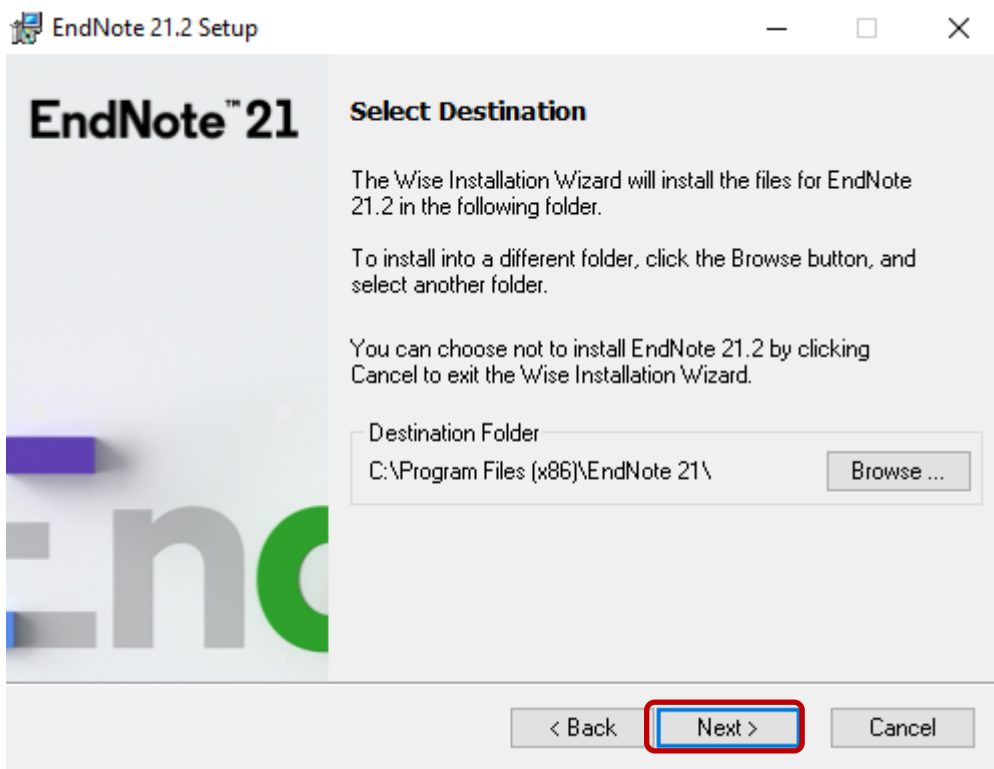 EndNote 21.2 Setup
EndNote™21
Select Destination
The Wise Installation Wizard will install the files for EndNote
21.2 in the following folder.
To install into a different folder, click the Browse button, and
select another folder.
You can choose not to install EndNote 21.2 by clicking
Cancel to exit the Wise Installation Wizard.
Destination Folder
C:\Program Files (x86)\EndNote 21\
Browse ...
End
< Back
Next >
Cancel